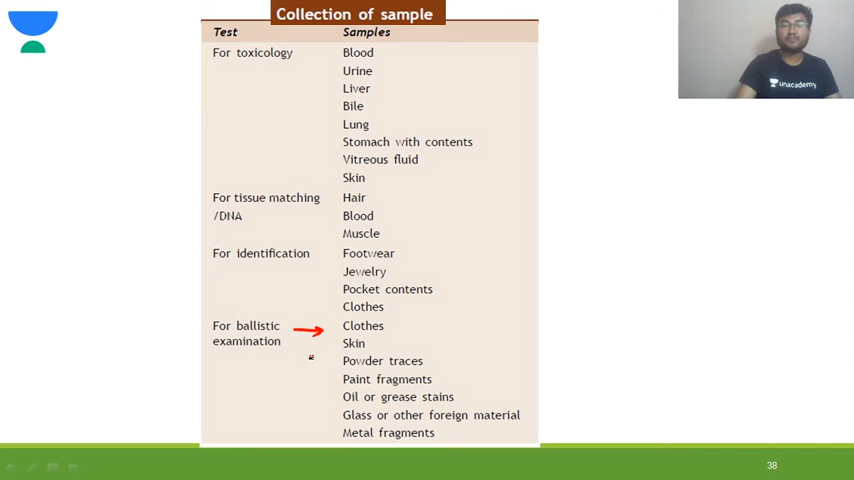 Collection of sample
Test Samples
For toxicology Blood
Urine
Liver
Bile
Lung
Stomach with contents
Vitreous fluid
Skin
For tissue matching Hair
/DNA Blood
Muscle
For identification Footwear
Jewelry
Pocket contents
Clothes
For ballistic Clothes
examination Skin
Powder traces
Paint fragments
Oil or grease stains
Glass or other foreign material
Metal fragments
unacademy
38